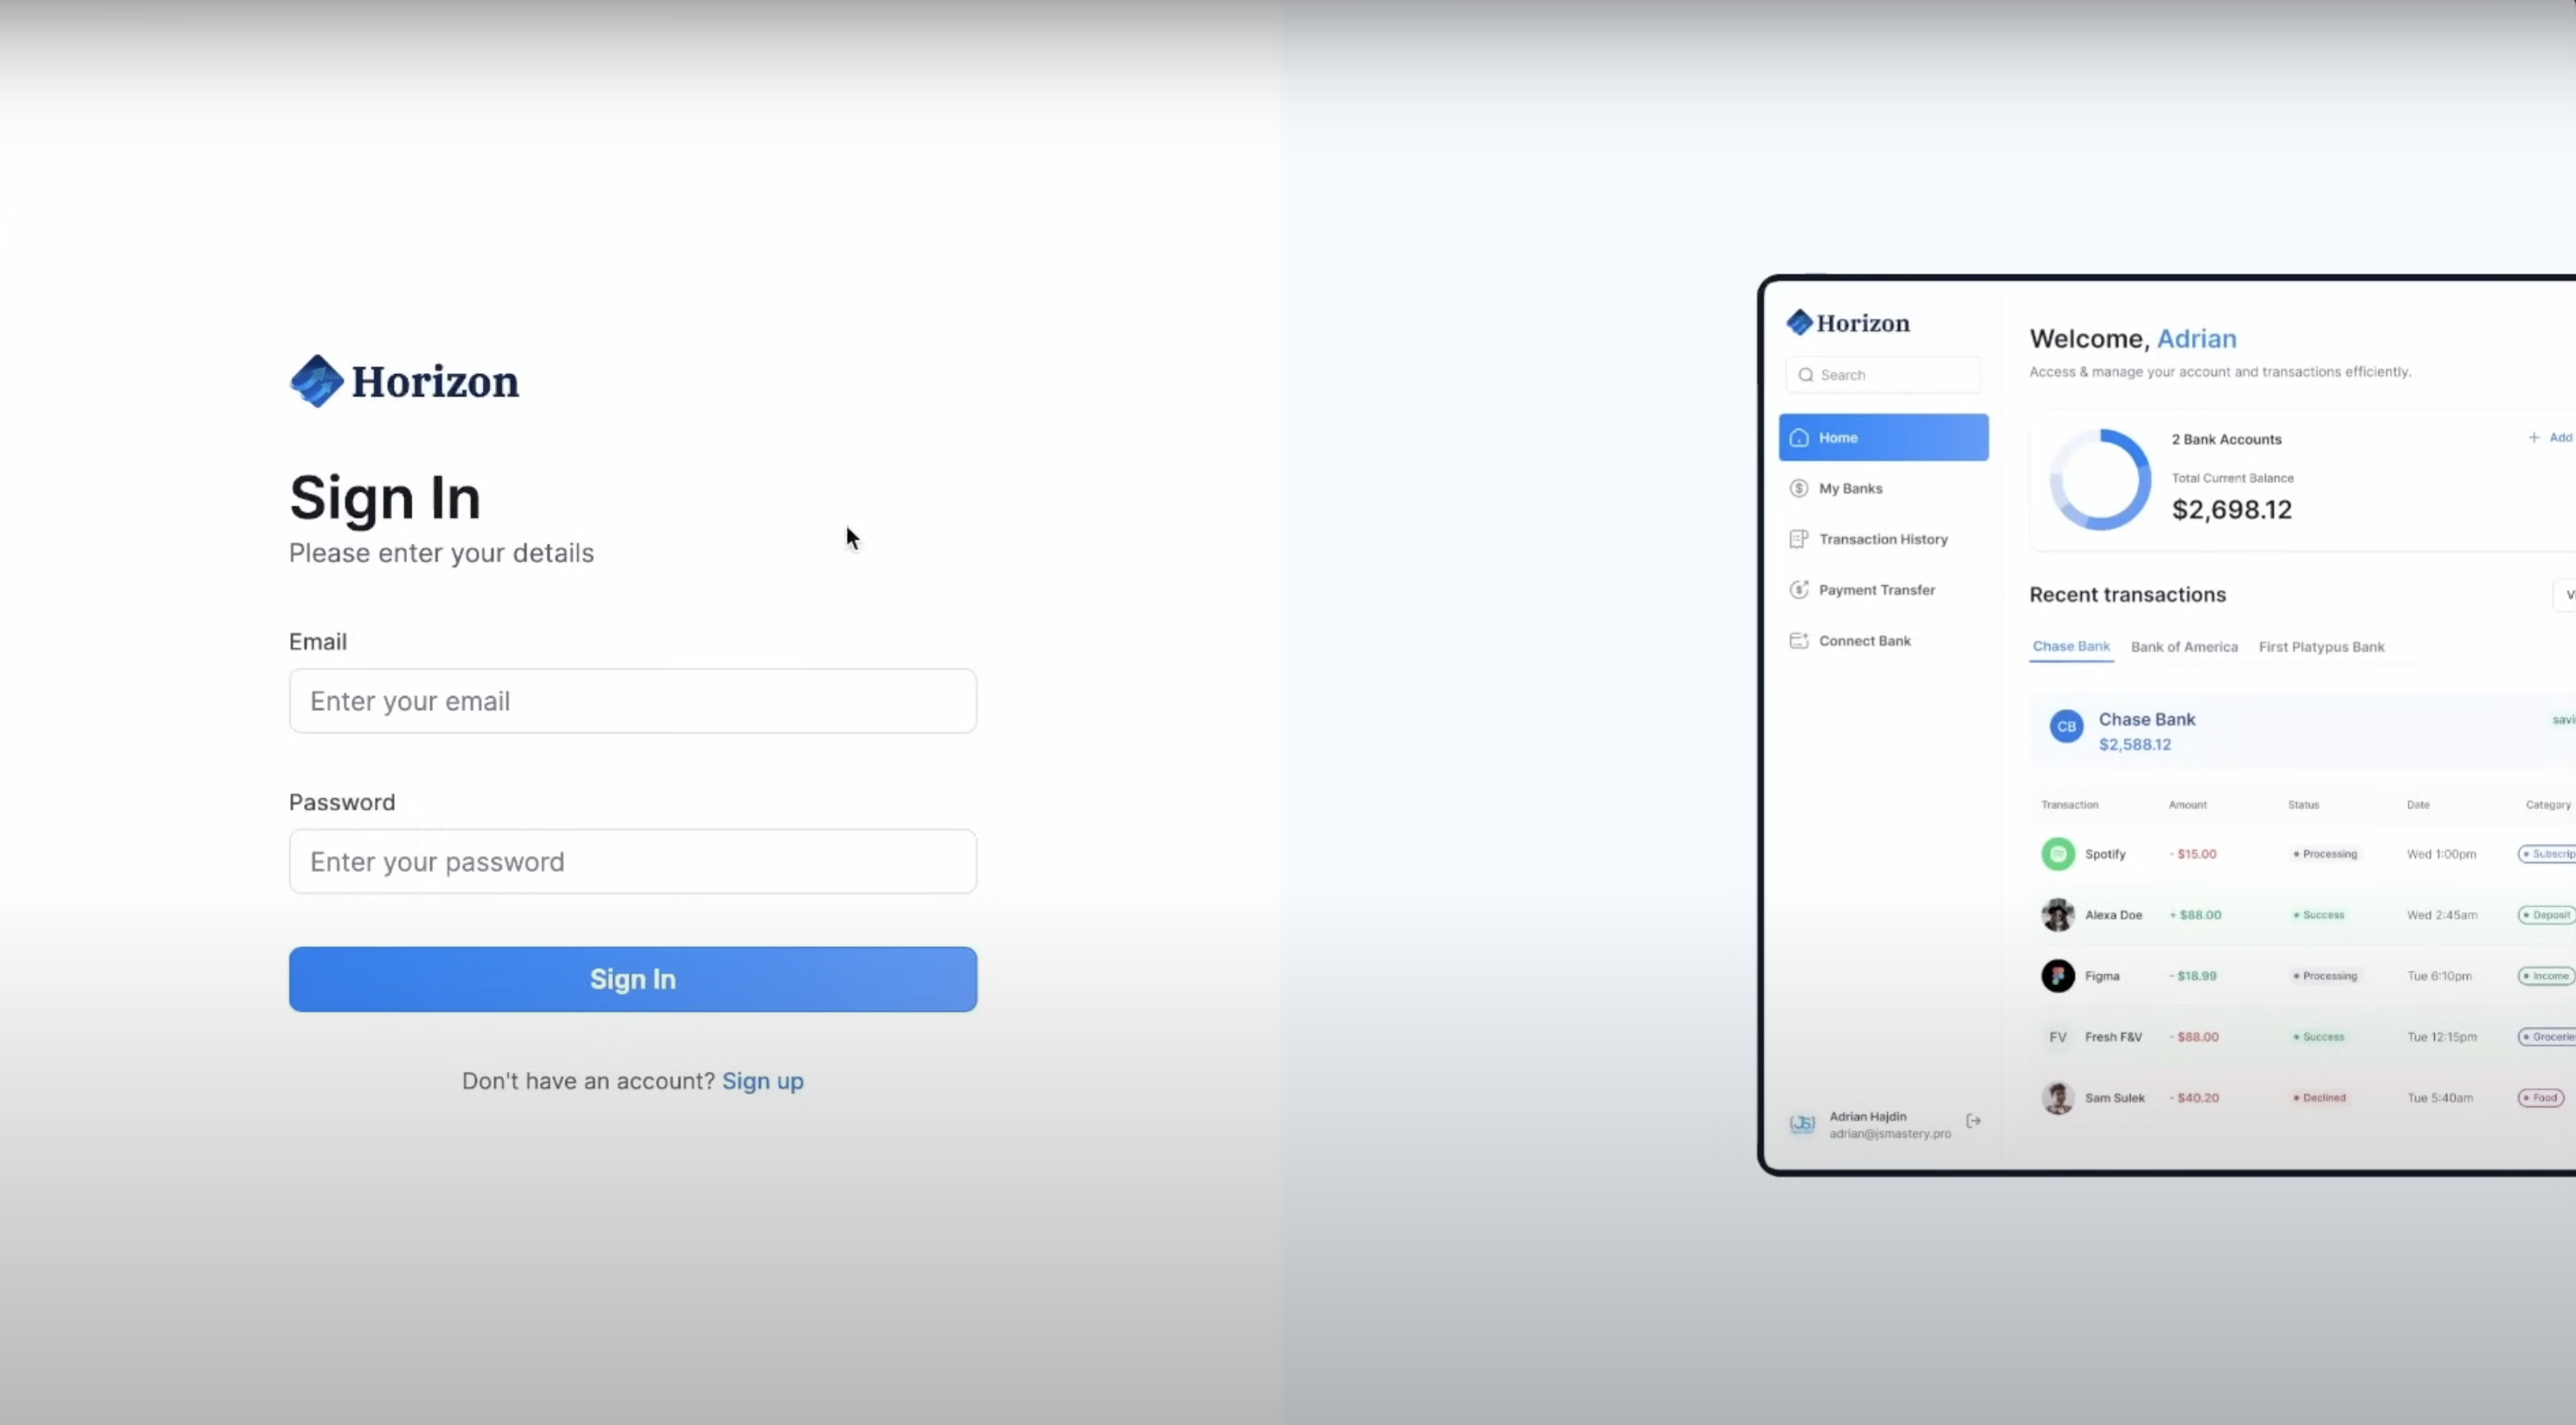 Horizon
Sign In
Please enter your details
Email
Enter your email
Password
Enter your password
Sign In
Don't have an account? Sign up
Horizon
Search
Home
My Banks
Transaction History
Payment Transfer
Connect Bank
Adrian Hajdin
adrian@jsmastery.pro
Welcome, Adrian
Access & manage your account and transactions efficiently.
2 Bank Accounts
+ Add
Total Current Balance
$2,698.12
Recent transactions
Chase Bank Bank of America First Platypus Bank
CB Chase Bank
$2,588.12
Transaction Amount Status Date Category
Spotify - $15.00 Processing Wed 1:00pm
Alexa Doe + $88.00 Success Wed 2:45am Deposit
Figma - $18.99 Processing Tue 6:10pm Income
FV Fresh F&V - $88.00 Success Tue 12:15pm
Sam Sulek - $40.20 Declined Tue 5:40am Food